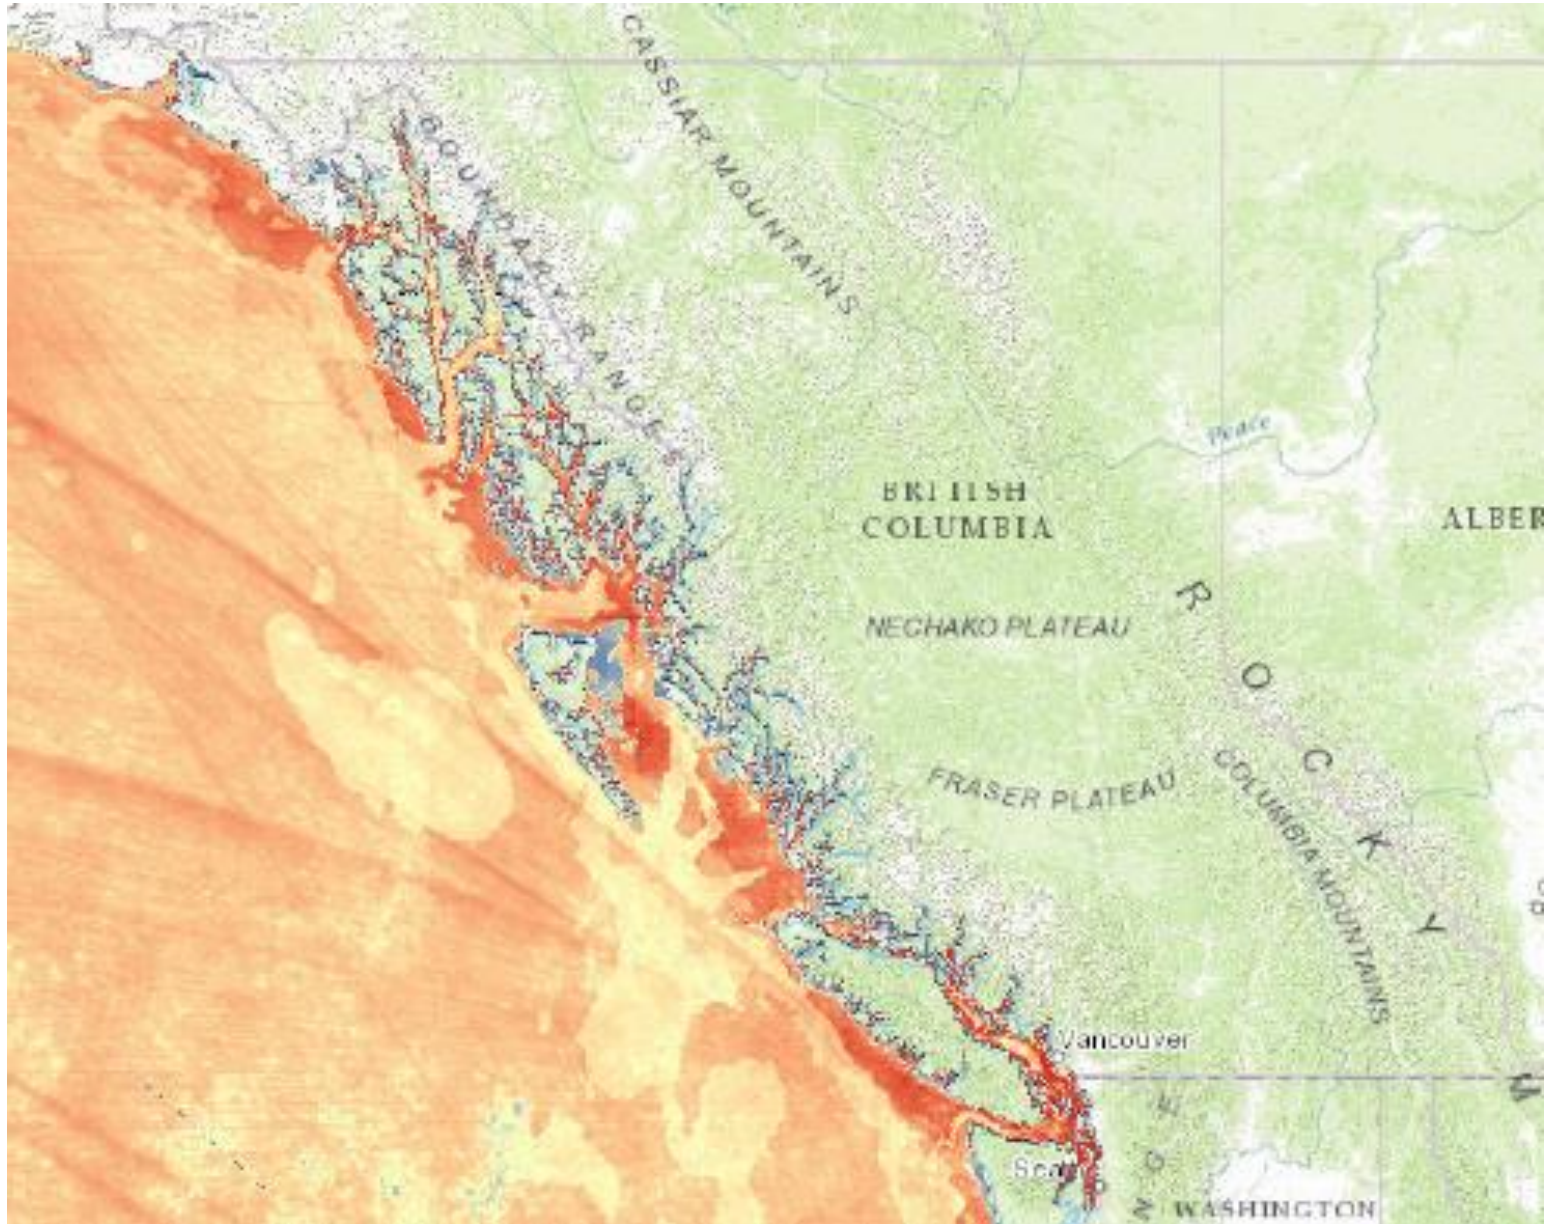 CASSIAR MOUNTAINS
BOUNDARY RANGES
Peace
BRITISH
COLUMBIA
ALBER
NECHAKO PLATEAU
ROCKY
M
FRASER PLATEAU
COLUMBIA MOUNTAINS
Vancouver
WASHINGTON